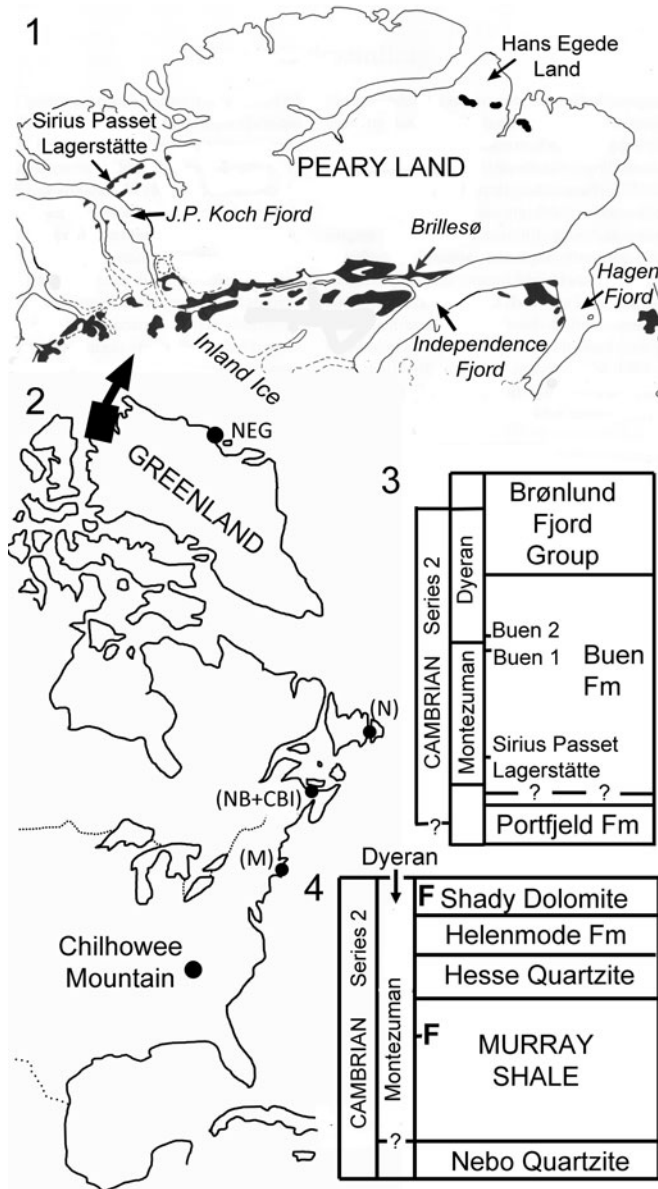 1
Hans Egede
Land
Sirius Passet
Lagerstätte
PEARY LAND
J.P. Koch Fjord
Brillesø
Hagen
Fjord
Independence
Fjord
Inland Ice
2
NEG
GREENLAND
(N)
(NB+CBI)
(M)
Chilhowee
Mountain
3
Brønlund
Fjord
Group
CAMBRIAN Series 2
Dyeran
Montezuman
Buen 2
Buen 1
Buen
Fm
Sirius Passet
Lagerstätte
? ?
?
Portfjeld Fm
4
Dyeran
CAMBRIAN Series 2
Montezuman
F Shady Dolomite
Helenmode Fm
Hesse Quartzite
F
MURRAY
SHALE
?
Nebo Quartzite